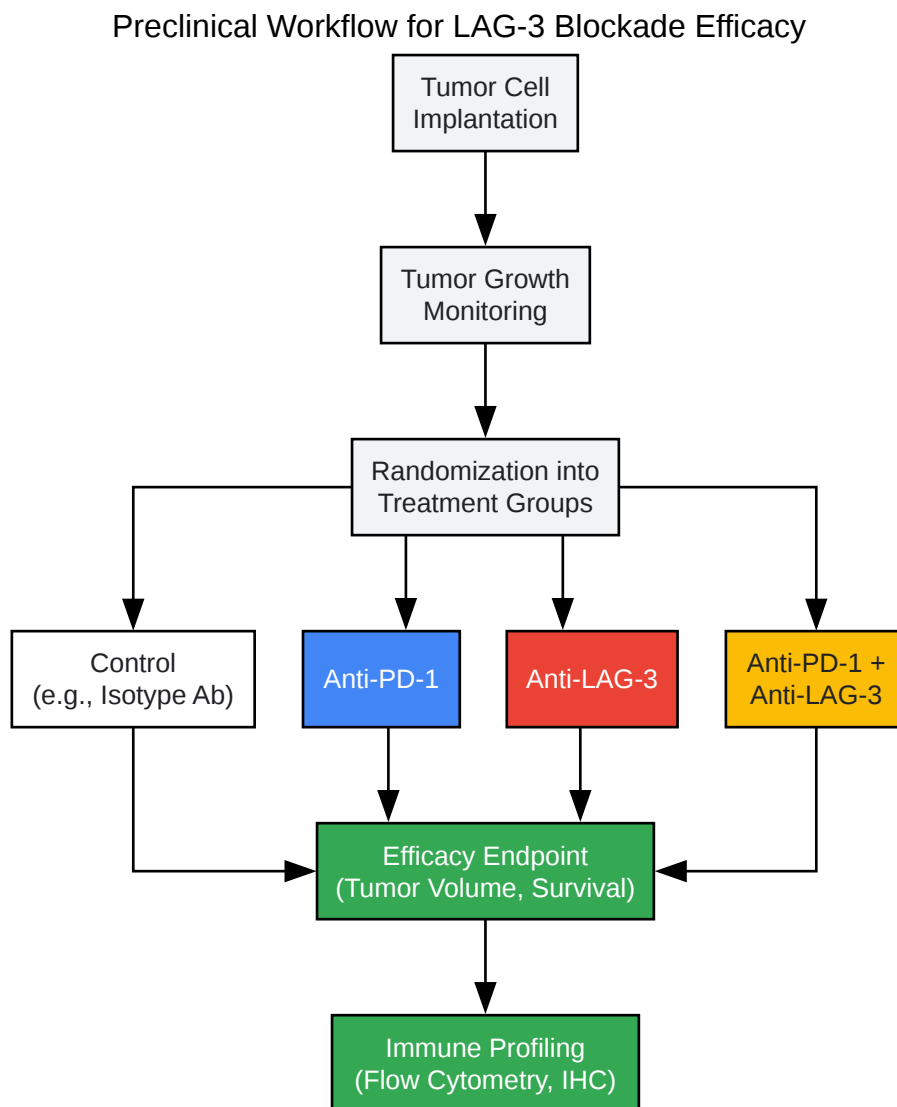 Preclinical Workflow for LAG-3 Blockade Efficacy
Tumor Cell
Implantation
Tumor Growth
Monitoring
Randomization into
Treatment Groups
Control
(e.g., Isotype Ab)
Anti-PD-1
Anti-LAG-3
Anti-PD-1 +
Anti-LAG-3
Efficacy Endpoint
(Tumor Volume, Survival)
Immune Profiling
(Flow Cytometry, IHC)